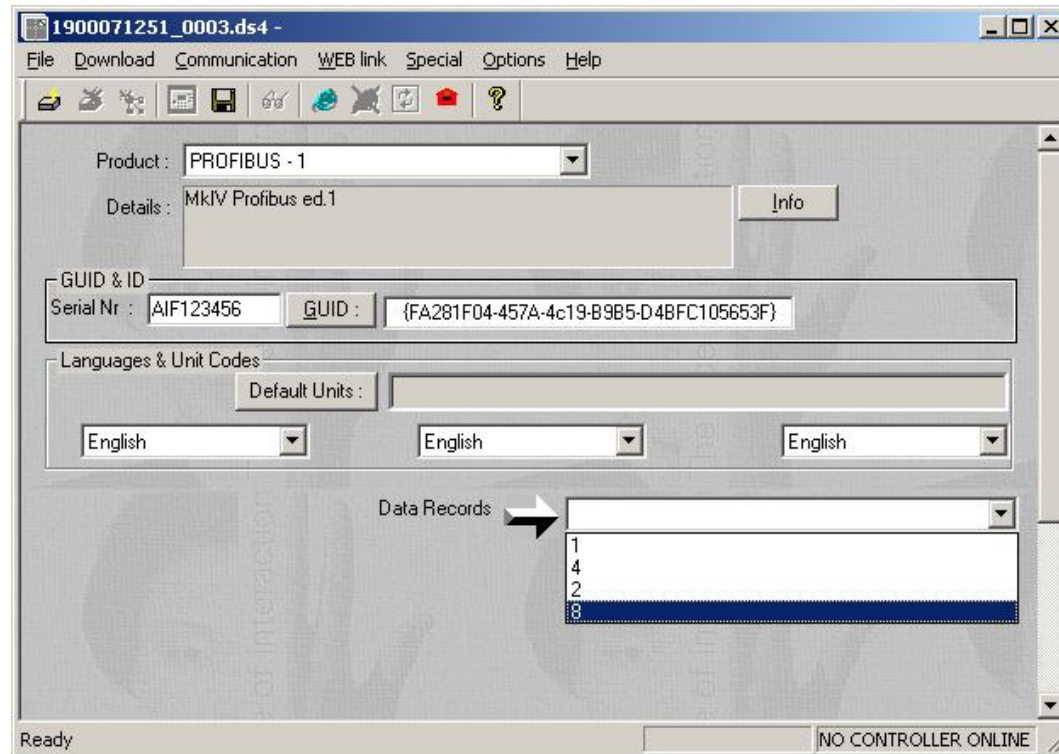 1900071251_0003.ds4 -
File Download Communication WEB link Special Options Help
Product : PROFIBUS - 1
Details : MkIV Profibus ed.1 Info
GUID & ID
Serial Nr : AIF123456 GUID : {FA281F04-457A-4c19-B9B5-D4BFC105653F}
Languages & Unit Codes
Default Units :
English English English
Data Records
1
4
2
8
Ready NO CONTROLLER ONLINE